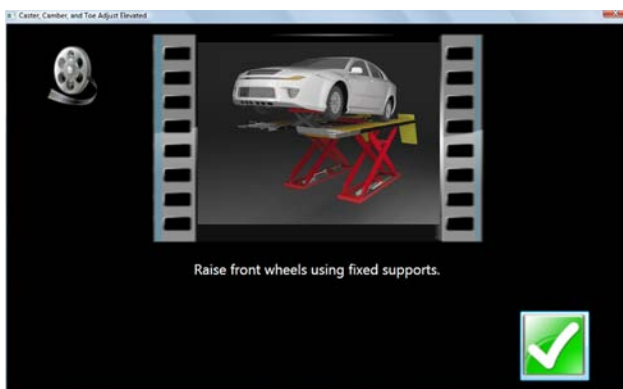 Caster, Camber, and Toe Adjust Elevated
Raise front wheels using fixed supports.